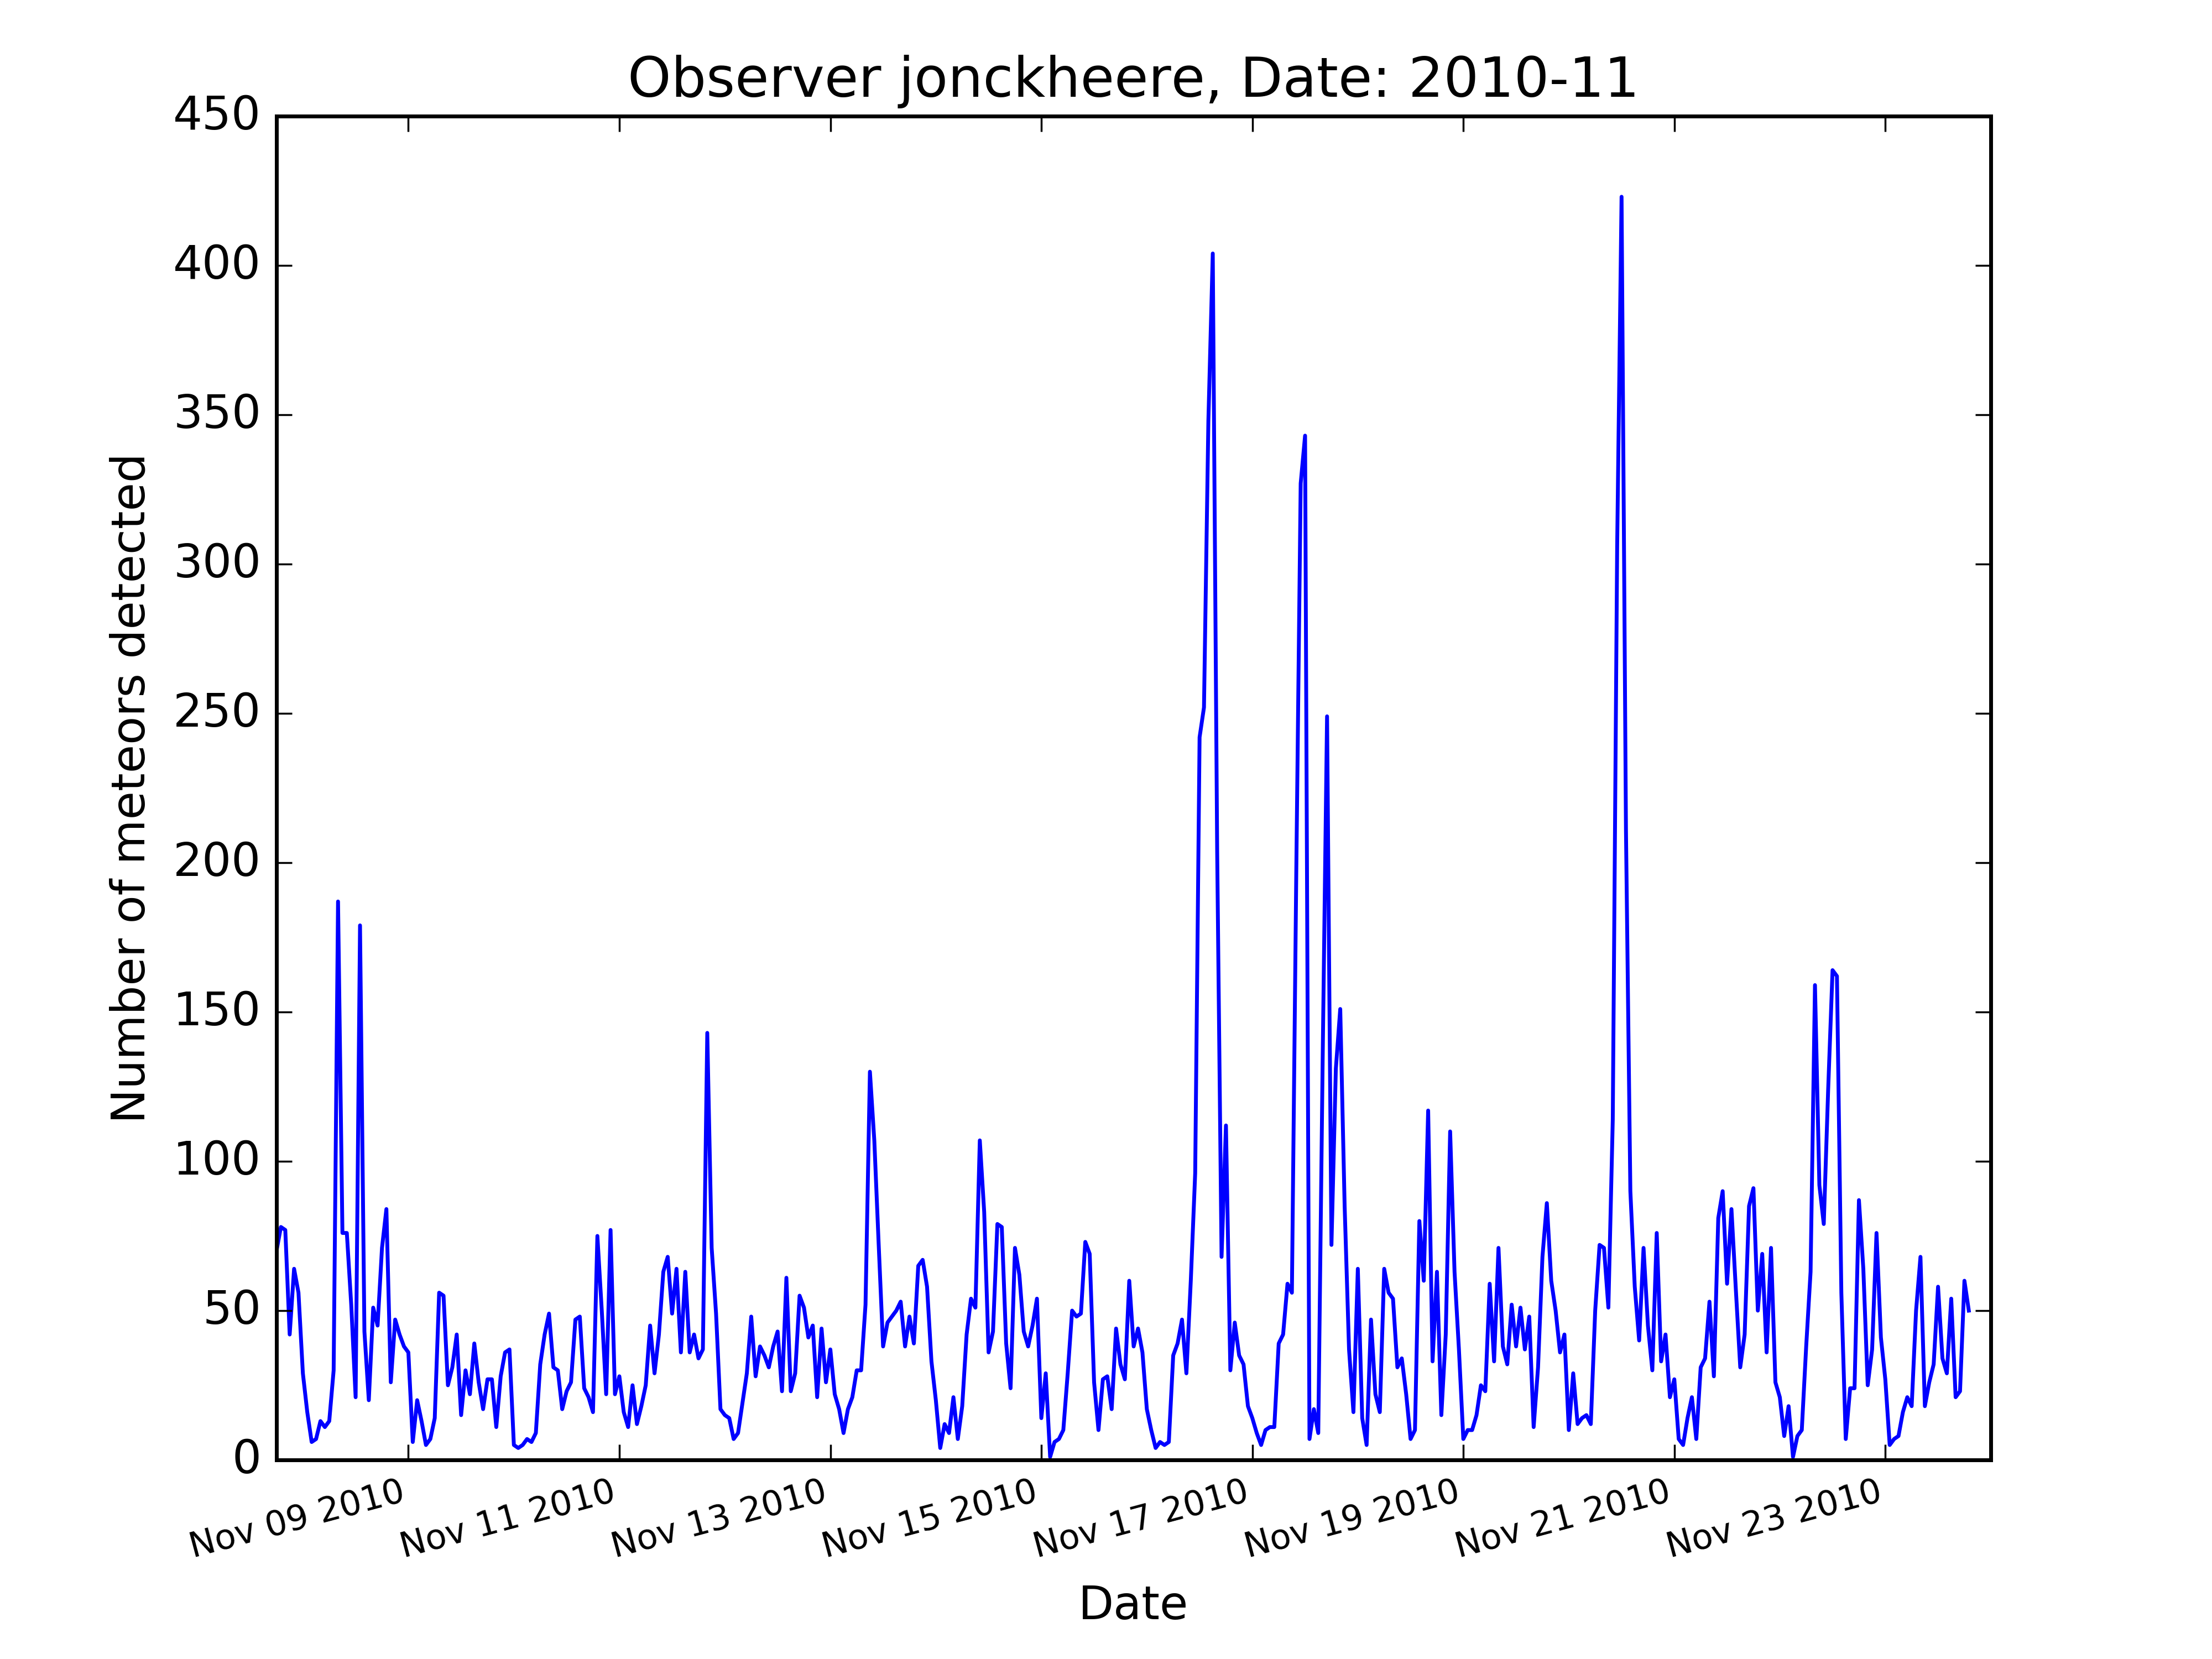 Observer jonckheere, Date: 2010-11
450
400
350
300
250
200
150
100
50
0
Number of meteors detected
Nov 09 2010
Nov 11 2010
Nov 13 2010
Nov 15 2010
Nov 17 2010
Nov 19 2010
Nov 21 2010
Nov 23 2010
Date